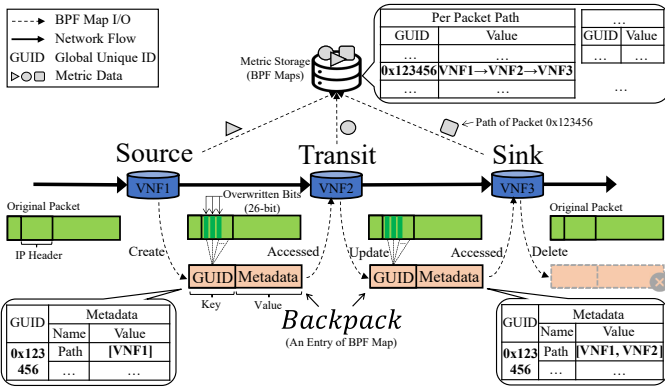 BPF Map I/O
Network Flow
GUID Global Unique ID
Metric Data
Metric Storage
(BPF Maps)
Per Packet Path
GUID Value
... ...
0x123456 VNF1→VNF2→VNF3
... ...
...
GUID Value
... ...
...
Path of Packet 0x123456
Source Transit Sink
VNF1 VNF2 VNF3
Original Packet
IP Header
Overwritten Bits
(26-bit)
Original Packet
Create Accessed Update Accessed Delete
GUID Metadata
GUID Metadata
Key Value
Backpack
(An Entry of BPF Map)
GUID Metadata
Name Value
0x123
456
Path [VNF1]
... ...
GUID Metadata
Name Value
0x123
456
Path [VNF1, VNF2]
... ...